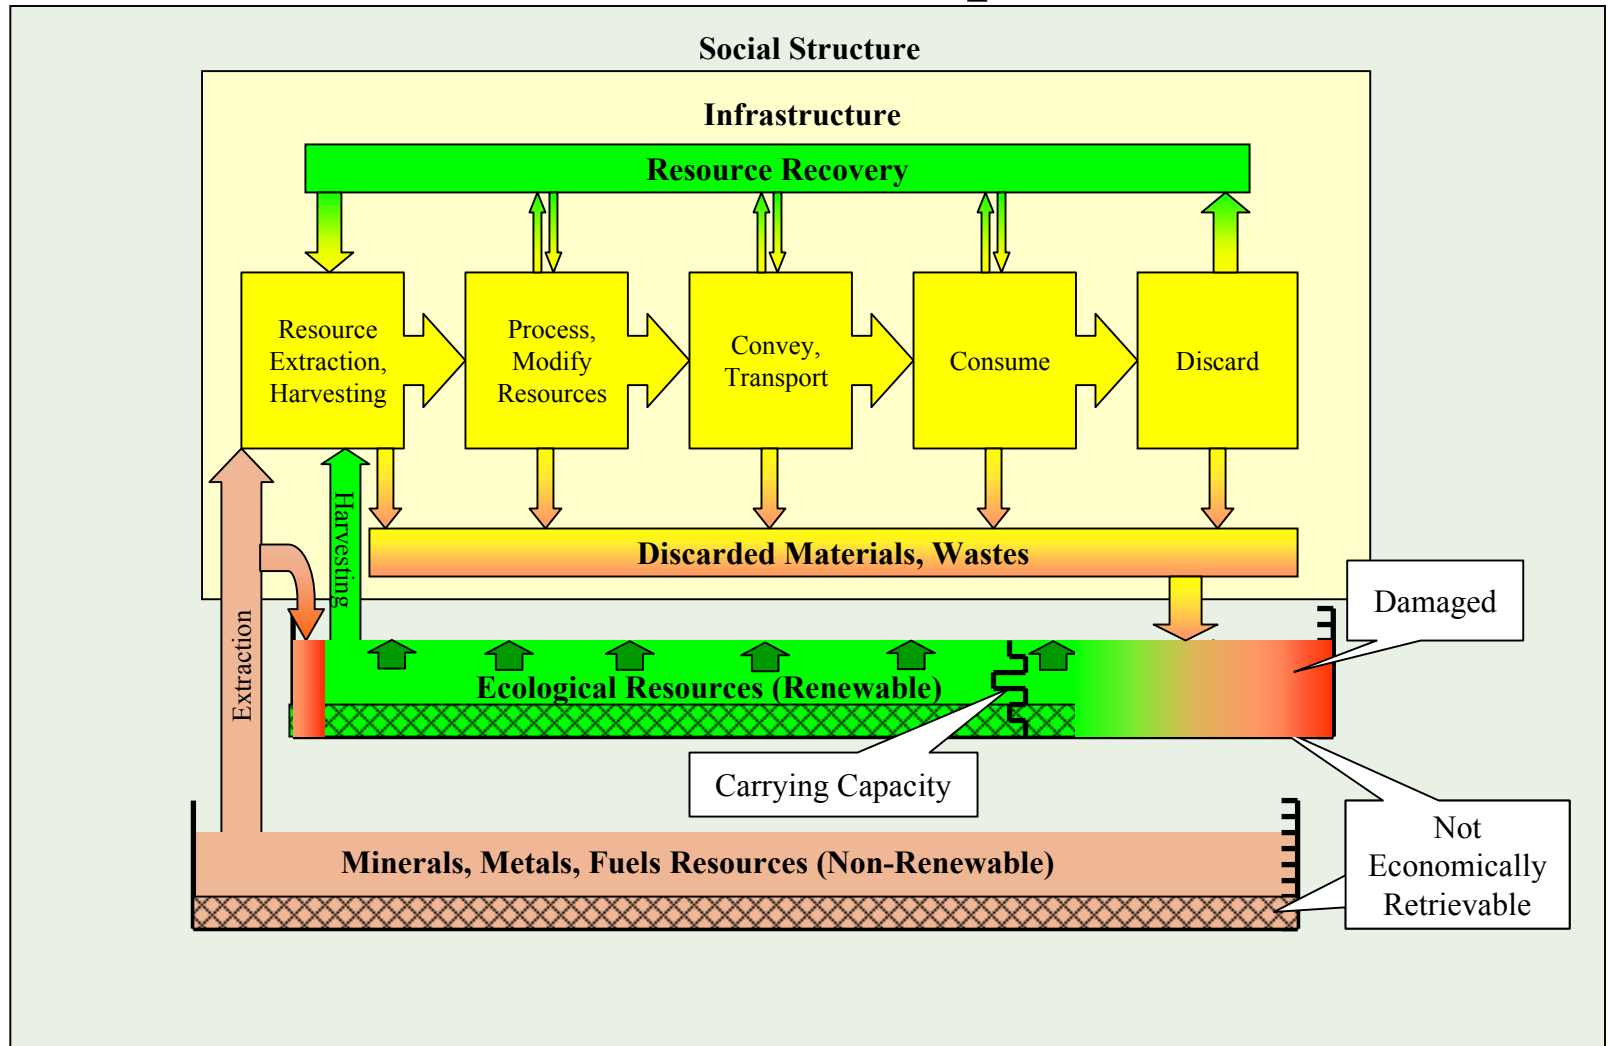 Social Structure
Infrastructure
Resource Recovery
Resource
Extraction,
Harvesting
Process,
Modify
Resources
Convey,
Transport
Consume
Discard
Harvesting
Discarded Materials, Wastes
Damaged
Extraction
Ecological Resources (Renewable)
Carrying Capacity
Not
Economically
Retrievable
Minerals, Metals, Fuels Resources (Non-Renewable)